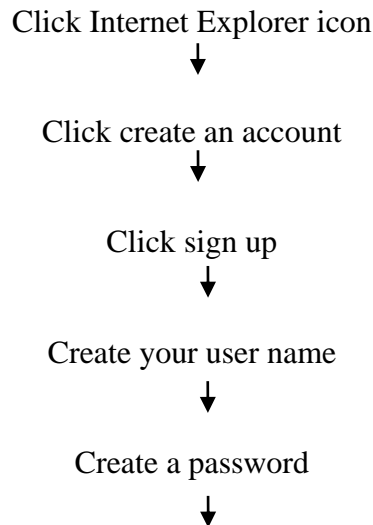 Click Internet Explorer icon
Click create an account
Click sign up
Create your user name
Create a password